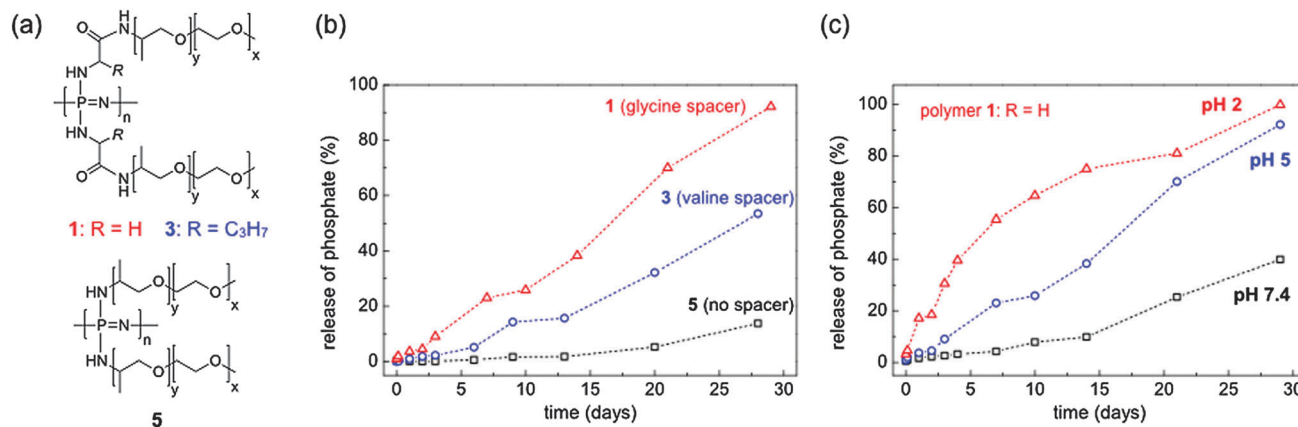 (a)
H
N
O
O
O
y
x
HN
R
P=N
n
HN
R
O
N
H
O
O
y
x
1: R = H 3: R = C₃H₇
HN
O
O
y
x
P=N
n
HN
O
O
y
x
5
(b)
release of phosphate (%)
100
80
60
40
20
0
1 (glycine spacer)
3 (valine spacer)
5 (no spacer)
0 5 10 15 20 25 30
time (days)
(c)
release of phosphate (%)
100
80
60
40
20
0
polymer 1: R = H
pH 2
pH 5
pH 7.4
0 5 10 15 20 25 30
time (days)